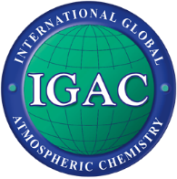 INTERNATIONAL GLOBAL
IGAC
ATMOSPHERIC CHEMISTRY